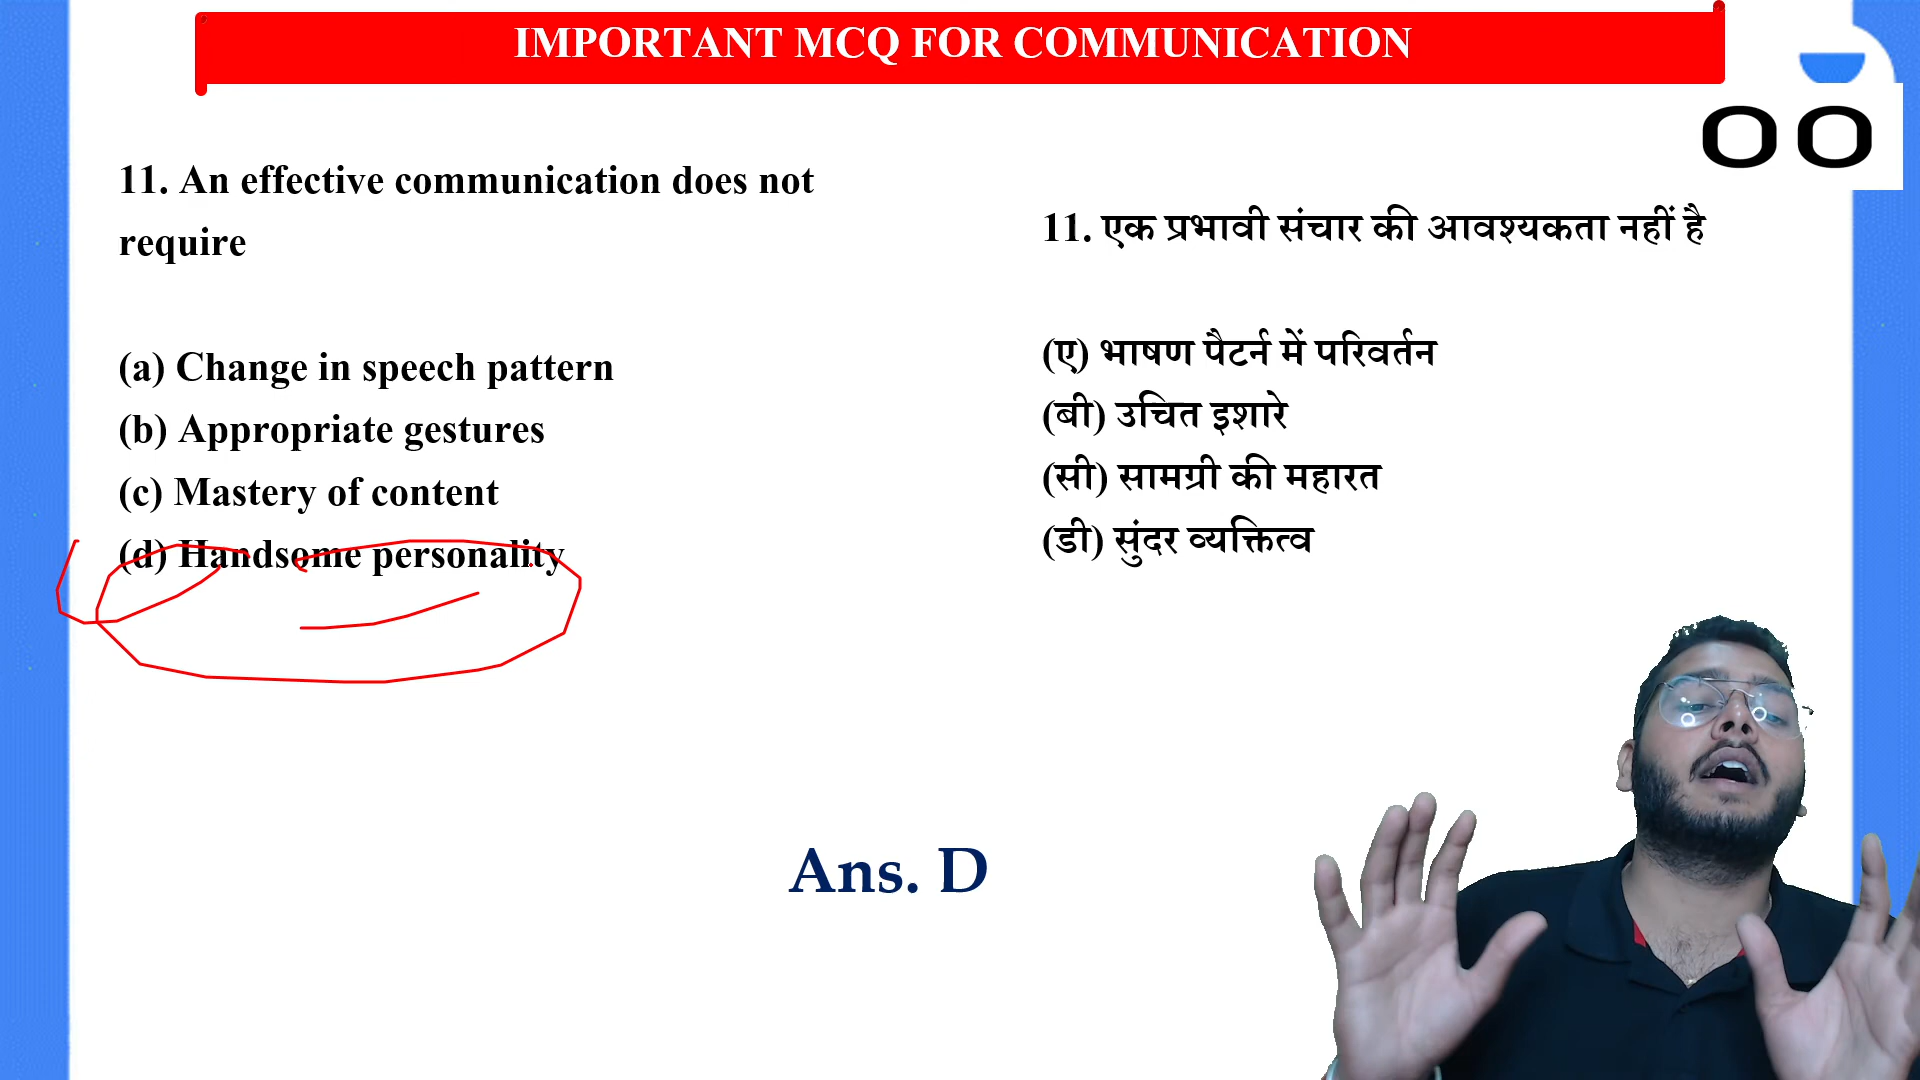 IMPORTANT MCQ FOR COMMUNICATION
11. An effective communication does not
require
(a) Change in speech pattern
(b) Appropriate gestures
(c) Mastery of content
(d) Handsome personality
11. एक प्रभावी संचार की आवश्यकता नहीं है
(ए) भाषण पैटर्न में परिवर्तन
(बी) उचित इशारे
(सी) सामग्री की महारत
(डी) सुंदर व्यक्तित्व
Ans. D